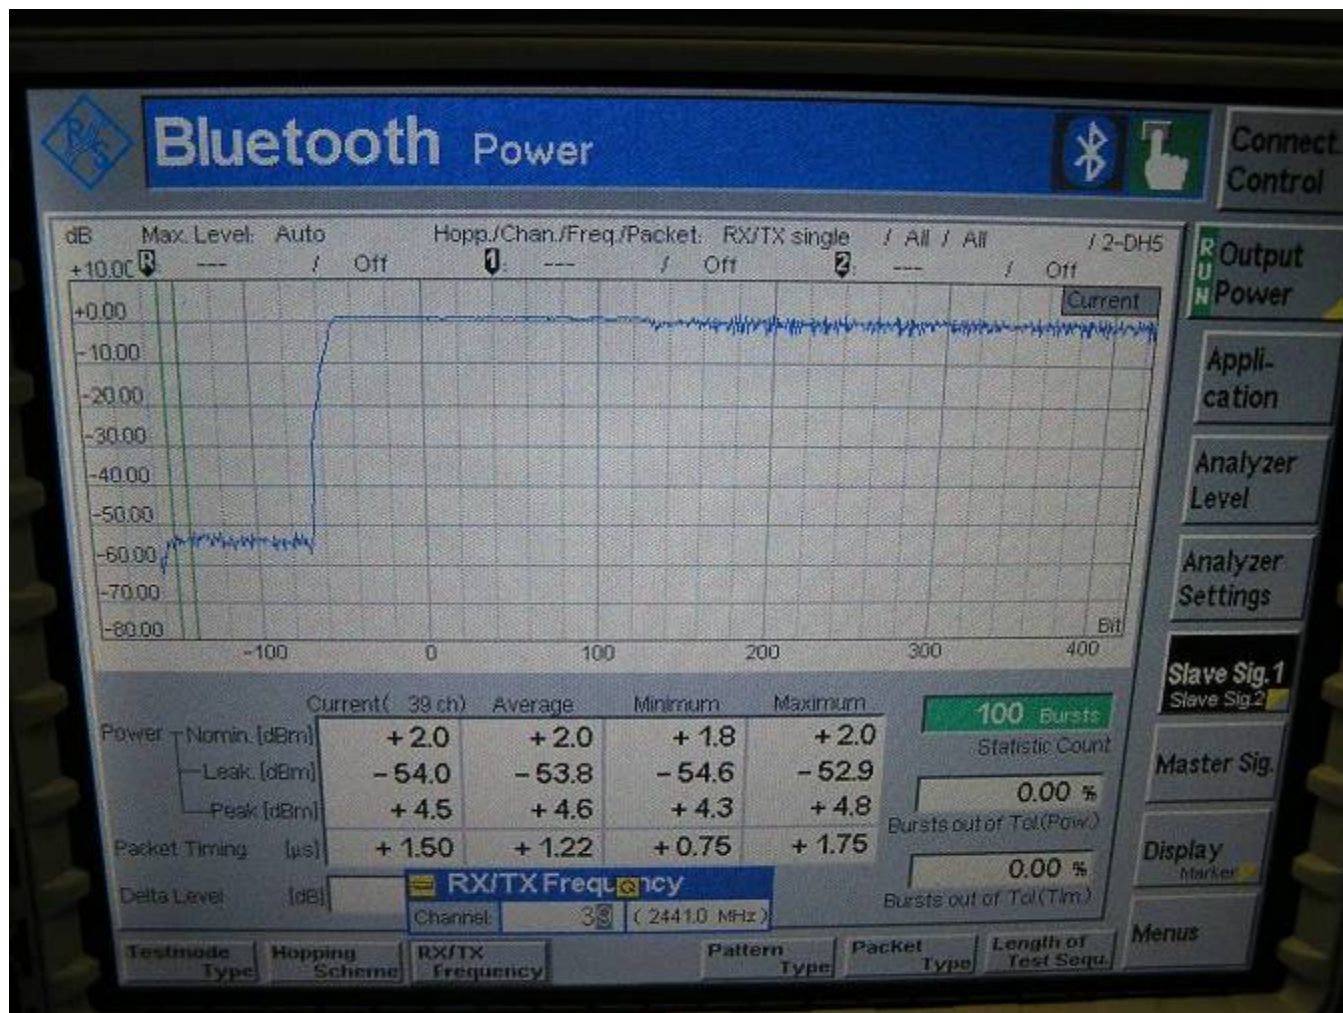 R&S
Bluetooth Power
Connect.
Control
dB Max. Level: Auto Hopp./Chan./Freq./Packet: RX/TX single / All / All / 2-DH5
+10.00 R: --- / Off 1: --- / Off 2: --- / Off
Current
+0.00
-10.00
-20.00
-30.00
-40.00
-50.00
-60.00
-70.00
-80.00
Bit
-100 0 100 200 300 400
RUN
Output
Power
Appli-
cation
Analyzer
Level
Analyzer
Settings
Slave Sig.1
Slave Sig.2
Master Sig.
Display
Marker
Menus
Current( 39 ch) Average Minimum Maximum
Power Nomin. [dBm] +2.0 +2.0 +1.8 +2.0
Leak. [dBm] -54.0 -53.8 -54.6 -52.9
Peak [dBm] +4.5 +4.6 +4.3 +4.8
Packet Timing [µs] +1.50 +1.22 +0.75 +1.75
Delta Level [dB]
100 Bursts
Statistic Count
0.00 %
Bursts out of Tol.(Pow.)
0.00 %
Bursts out of Tol.(Tim.)
RX/TX Frequency
Channel: 39 ( 2441.0 MHz )
Testmode
Type
Hopping
Scheme
RX/TX
Frequency
Pattern
Type
Packet
Type
Length of
Test Sequ.